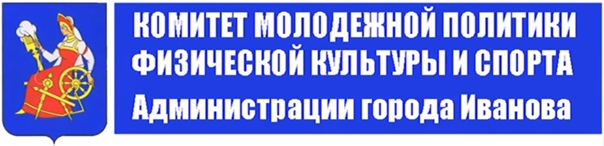 КОМИТЕТ МОЛОДЕЖНОЙ ПОЛИТИКИ
ФИЗИЧЕСКОЙ КУЛЬТУРЫ И СПОРТА
Администрации города Иванова